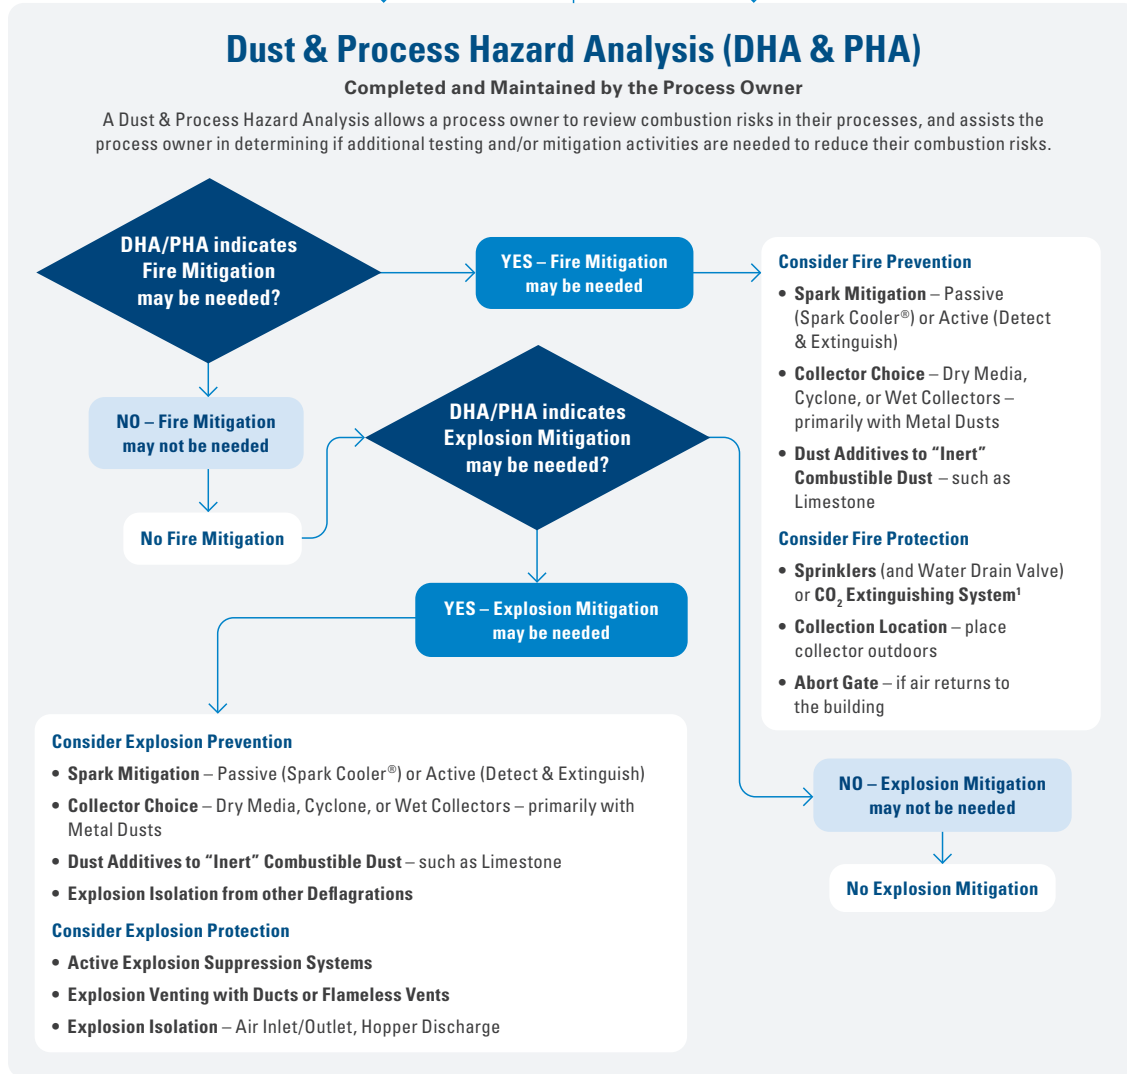 Dust & Process Hazard Analysis (DHA & PHA)
Completed and Maintained by the Process Owner
A Dust & Process Hazard Analysis allows a process owner to review combustion risks in their processes, and assists the
process owner in determining if additional testing and/or mitigation activities are needed to reduce their combustion risks.
DHA/PHA indicates
Fire Mitigation
may be needed?
YES – Fire Mitigation
may be needed
Consider Fire Prevention
• Spark Mitigation – Passive
(Spark Cooler®) or Active (Detect
& Extinguish)
• Collector Choice – Dry Media,
Cyclone, or Wet Collectors –
primarily with Metal Dusts
• Dust Additives to “Inert”
Combustible Dust – such as
Limestone
Consider Fire Protection
• Sprinklers (and Water Drain Valve)
or CO₂ Extinguishing System¹
• Collection Location – place
collector outdoors
• Abort Gate – if air returns to
the building
NO – Fire Mitigation
may not be needed
No Fire Mitigation
DHA/PHA indicates
Explosion Mitigation
may be needed?
YES – Explosion Mitigation
may be needed
Consider Explosion Prevention
• Spark Mitigation – Passive (Spark Cooler®) or Active (Detect & Extinguish)
• Collector Choice – Dry Media, Cyclone, or Wet Collectors – primarily with
Metal Dusts
• Dust Additives to “Inert” Combustible Dust – such as Limestone
• Explosion Isolation from other Deflagrations
Consider Explosion Protection
• Active Explosion Suppression Systems
• Explosion Venting with Ducts or Flameless Vents
• Explosion Isolation – Air Inlet/Outlet, Hopper Discharge
NO – Explosion Mitigation
may not be needed
No Explosion Mitigation